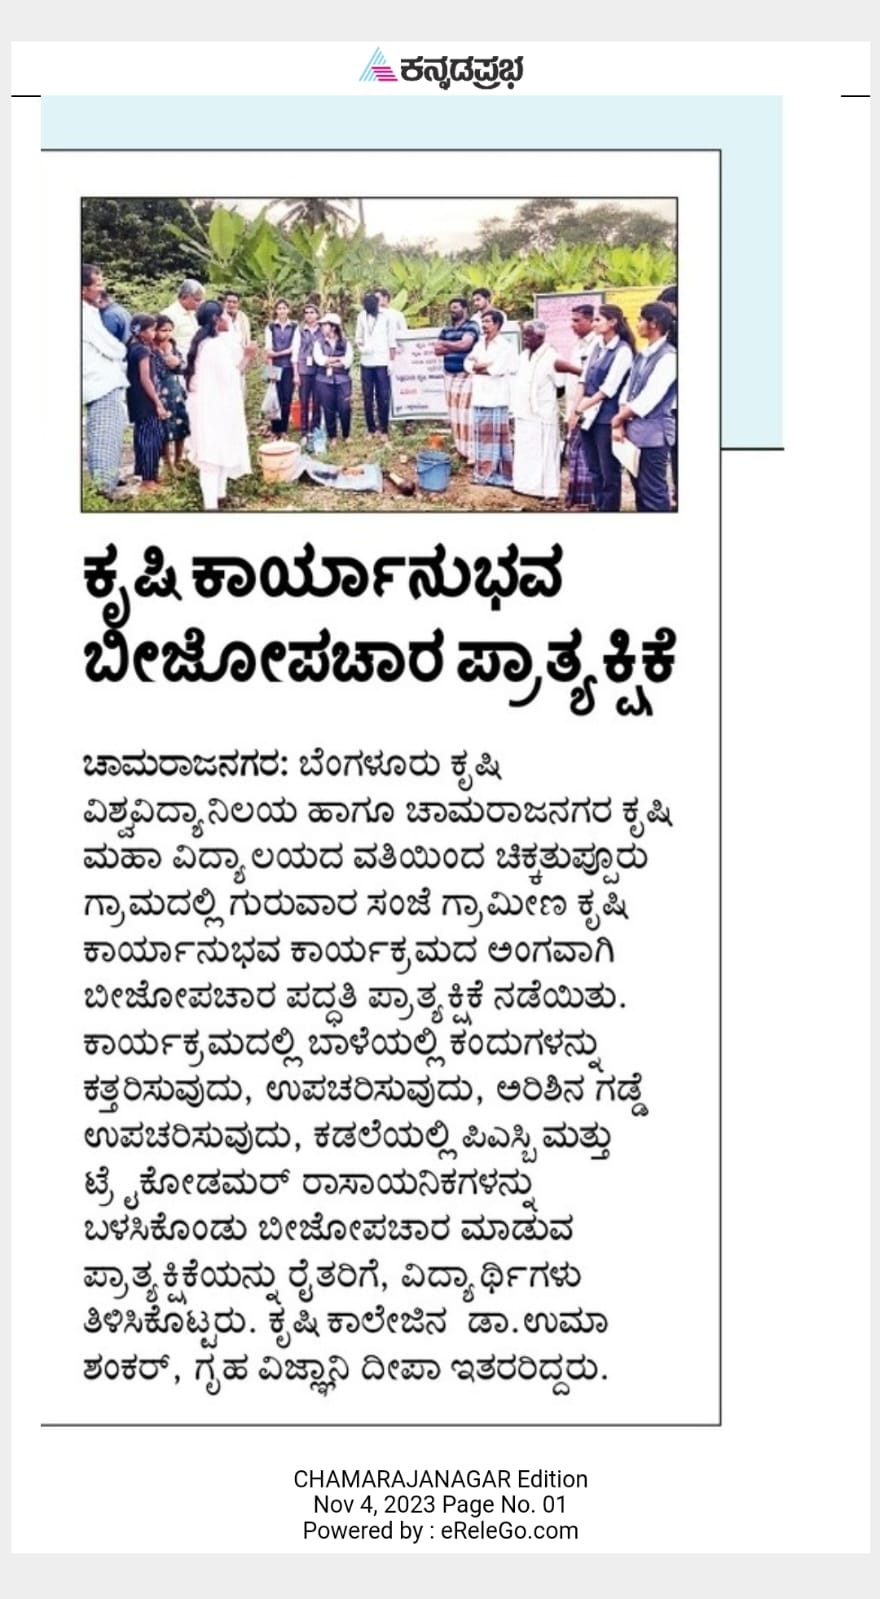 ಕನ್ನಡಪ್ರಭ
ಕೃಷಿ ಕಾರ್ಯಾನುಭವ
ಬೀಜೋಪಚಾರ ಪ್ರಾತ್ಯಕ್ಷಿಕೆ
ಚಾಮರಾಜನಗರ: ಬೆಂಗಳೂರು ಕೃಷಿ
ವಿಶ್ವವಿದ್ಯಾನಿಲಯ ಹಾಗೂ ಚಾಮರಾಜನಗರ ಕೃಷಿ
ಮಹಾ ವಿದ್ಯಾಲಯದ ವತಿಯಿಂದ ಚಿಕ್ಕತುಪ್ಪೂರು
ಗ್ರಾಮದಲ್ಲಿ ಗುರುವಾರ ಸಂಜೆ ಗ್ರಾಮೀಣ ಕೃಷಿ
ಕಾರ್ಯಾನುಭವ ಕಾರ್ಯಕ್ರಮದ ಅಂಗವಾಗಿ
ಬೀಜೋಪಚಾರ ಪದ್ಧತಿ ಪ್ರಾತ್ಯಕ್ಷಿಕೆ ನಡೆಯಿತು.
ಕಾರ್ಯಕ್ರಮದಲ್ಲಿ ಬಾಳೆಯಲ್ಲಿ ಕಂದುಗಳನ್ನು
ಕತ್ತರಿಸುವುದು, ಉಪಚರಿಸುವುದು, ಅರಿಶಿನ ಗಡ್ಡೆ
ಉಪಚರಿಸುವುದು, ಕಡಲೆಯಲ್ಲಿ ಪಿಎಸ್ಬಿ ಮತ್ತು
ಟ್ರೈಕೋಡಮರ್ ರಾಸಾಯನಿಕಗಳನ್ನು
ಬಳಸಿಕೊಂಡು ಬೀಜೋಪಚಾರ ಮಾಡುವ
ಪ್ರಾತ್ಯಕ್ಷಿಕೆಯನ್ನು ರೈತರಿಗೆ, ವಿದ್ಯಾರ್ಥಿಗಳು
ತಿಳಿಸಿಕೊಟ್ಟರು. ಕೃಷಿ ಕಾಲೇಜಿನ ಡಾ.ಉಮಾ
ಶಂಕರ್, ಗೃಹ ವಿಜ್ಞಾನಿ ದೀಪಾ ಇತರರಿದ್ದರು.
CHAMARAJANAGAR Edition
Nov 4, 2023 Page No. 01
Powered by : eReleGo.com